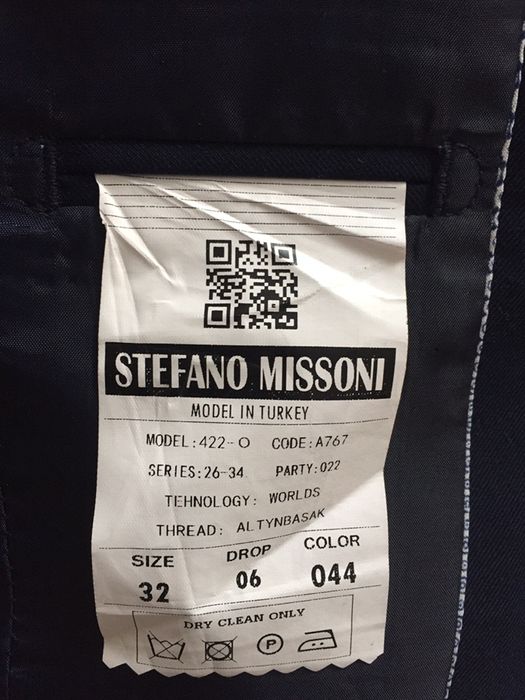 STEFANO MISSONI
MODEL IN TURKEY
MODEL: 422-O CODE: A767
SERIES: 26-34 PARTY: 022
TEHNOLOGY: WORLDS
THREAD: ALTYNBASAK
SIZE DROP COLOR
32 06 044
DRY CLEAN ONLY
P